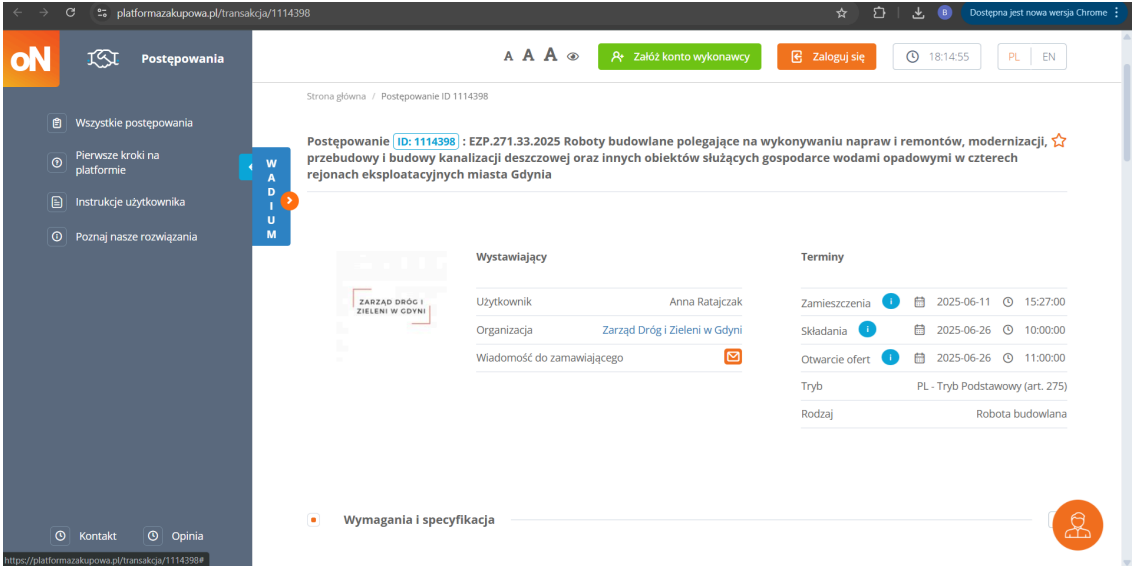 platformazakupowa.pl/transakcja/1114398
B
Dostępna jest nowa wersja Chrome
oN
Postępowania
A A A
Załóż konto wykonawcy
Zaloguj się
18:14:55
PL EN
Wszystkie postępowania
Pierwsze kroki na
platformie
Instrukcje użytkownika
Poznaj nasze rozwiązania
WADIUM
Strona główna / Postępowanie ID 1114398
Postępowanie ID: 1114398 : EZP.271.33.2025 Roboty budowlane polegające na wykonywaniu napraw i remontów, modernizacji,
przebudowy i budowy kanalizacji deszczowej oraz innych obiektów służących gospodarce wodami opadowymi w czterech
rejonach eksploatacyjnych miasta Gdynia
ZARZĄD DRÓG I
ZIELENI W GDYNI
Wystawiający
Użytkownik Anna Ratajczak
Organizacja Zarząd Dróg i Zieleni w Gdyni
Wiadomość do zamawiającego
Terminy
Zamieszczenia i 2025-06-11 15:27:00
Składania i 2025-06-26 10:00:00
Otwarcie ofert i 2025-06-26 11:00:00
Tryb PL - Tryb Podstawowy (art. 275)
Rodzaj Robota budowlana
Wymagania i specyfikacja
Kontakt Opinia
https://platformazakupowa.pl/transakcja/1114398#